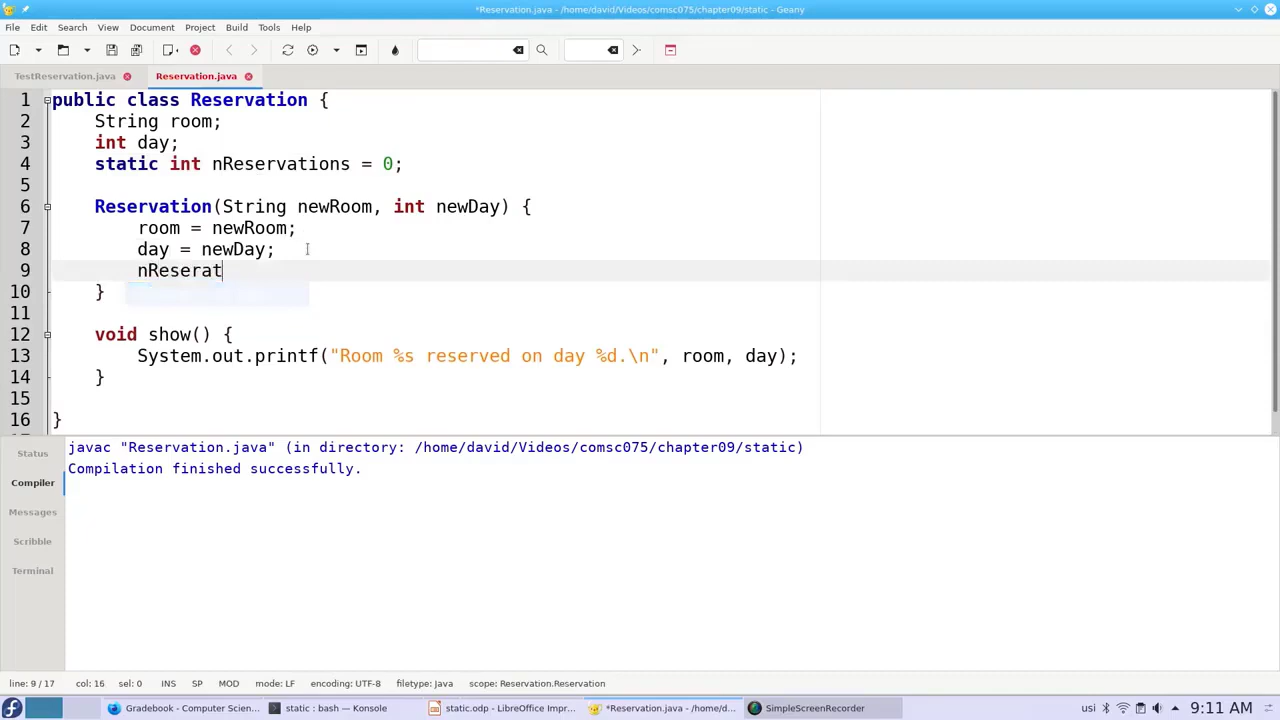 *Reservation.java - /home/david/Videos/comsc075/chapter09/static - Geany
File Edit Search View Document Project Build Tools Help
TestReservation.java Reservation.java
1 public class Reservation {
2 String room;
3 int day;
4 static int nReservations = 0;
5
6 Reservation(String newRoom, int newDay) {
7 room = newRoom;
8 day = newDay;
9 nReserat
10 }
11
12 void show() {
13 System.out.printf("Room %s reserved on day %d.\n", room, day);
14 }
15
16 }
Status
Compiler
Messages
Scribble
Terminal
javac "Reservation.java" (in directory: /home/david/Videos/comsc075/chapter09/static)
Compilation finished successfully.
line: 9 / 17 col: 16 sel: 0 INS SP MOD mode: LF encoding: UTF-8 filetype: Java scope: Reservation.Reservation
Gradebook - Computer Scien... static : bash — Konsole static.odp - LibreOffice Impr... *Reservation.java - /home/d... SimpleScreenRecorder usi 9:11 AM